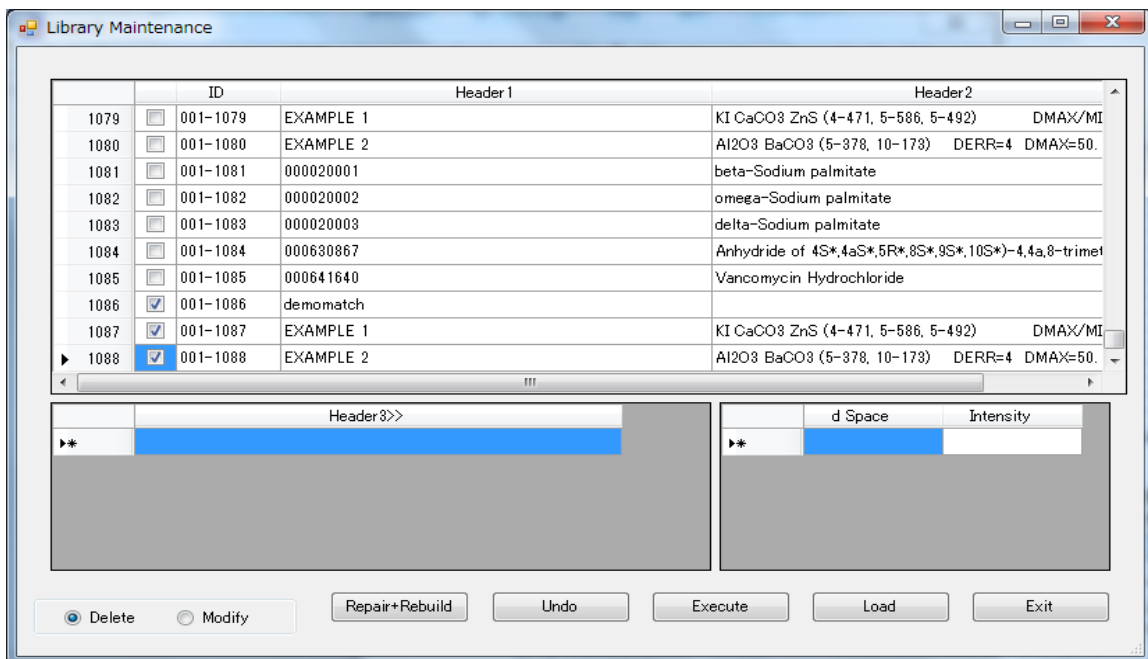 Library Maintenance
ID Header1 Header2
1079 001-1079 EXAMPLE 1 KI CaCO3 ZnS (4-471, 5-586, 5-492) DMAX/MI
1080 001-1080 EXAMPLE 2 Al2O3 BaCO3 (5-378, 10-173) DERR=4 DMAX=50.
1081 001-1081 000020001 beta-Sodium palmitate
1082 001-1082 000020002 omega-Sodium palmitate
1083 001-1083 000020003 delta-Sodium palmitate
1084 001-1084 000630867 Anhydride of 4S*,4aS*,5R*,8S*,9S*,10S*)-4,4a,8-trimet
1085 001-1085 000641640 Vancomycin Hydrochloride
1086 001-1086 demomatch
1087 001-1087 EXAMPLE 1 KI CaCO3 ZnS (4-471, 5-586, 5-492) DMAX/MI
1088 001-1088 EXAMPLE 2 Al2O3 BaCO3 (5-378, 10-173) DERR=4 DMAX=50.
Header3>> d Space Intensity
Delete Modify Repair+Rebuild Undo Execute Load Exit